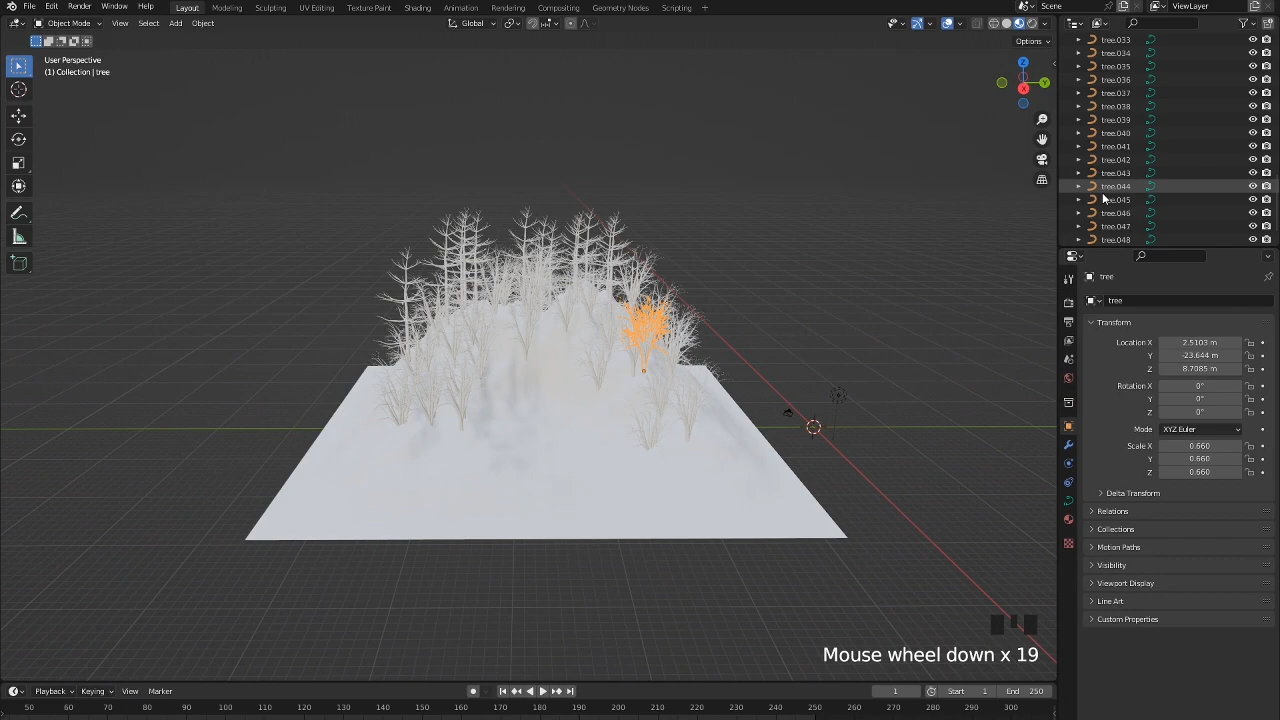 File Edit Render Window Help Layout Modeling Sculpting UV Editing Texture Paint Shading Animation Rendering Compositing Geometry Nodes Scripting + Scene ViewLayer
Object Mode View Select Add Object Global
Options
User Perspective
(1) Collection | tree
Z
Y
X
tree.033
tree.034
tree.035
tree.036
tree.037
tree.038
tree.039
tree.040
tree.041
tree.042
tree.043
tree.044
tree.045
tree.046
tree.047
tree.048
tree
tree
Transform
Location X 2.5103 m
Y -23.644 m
Z 8.7085 m
Rotation X 0°
Y 0°
Z 0°
Mode XYZ Euler
Scale X 0.660
Y 0.660
Z 0.660
Delta Transform
Relations
Collections
Motion Paths
Visibility
Viewport Display
Line Art
Custom Properties
Mouse wheel down x 19
Playback Keying View Marker 1 Start 1 End 250
50 60 70 80 90 100 110 120 130 140 150 160 170 180 190 200 210 220 230 240 250 260 270 280 290 300